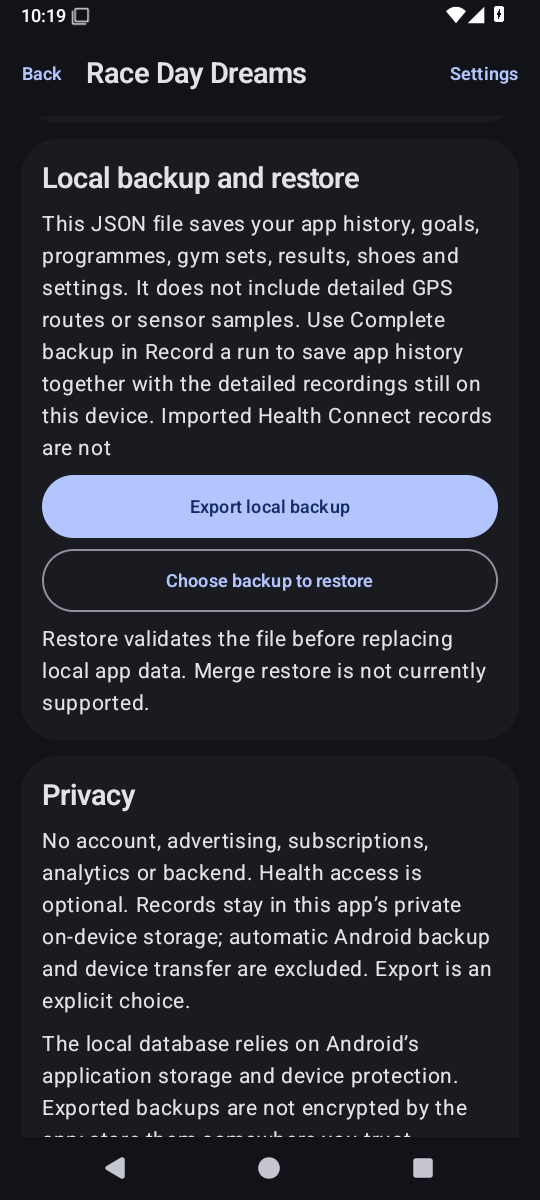 10:19
Back Race Day Dreams Settings
Local backup and restore
This JSON file saves your app history, goals,
programmes, gym sets, results, shoes and
settings. It does not include detailed GPS
routes or sensor samples. Use Complete
backup in Record a run to save app history
together with the detailed recordings still on
this device. Imported Health Connect records
are not
Export local backup
Choose backup to restore
Restore validates the file before replacing
local app data. Merge restore is not currently
supported.
Privacy
No account, advertising, subscriptions,
analytics or backend. Health access is
optional. Records stay in this app’s private
on-device storage; automatic Android backup
and device transfer are excluded. Export is an
explicit choice.
The local database relies on Android’s
application storage and device protection.
Exported backups are not encrypted by the